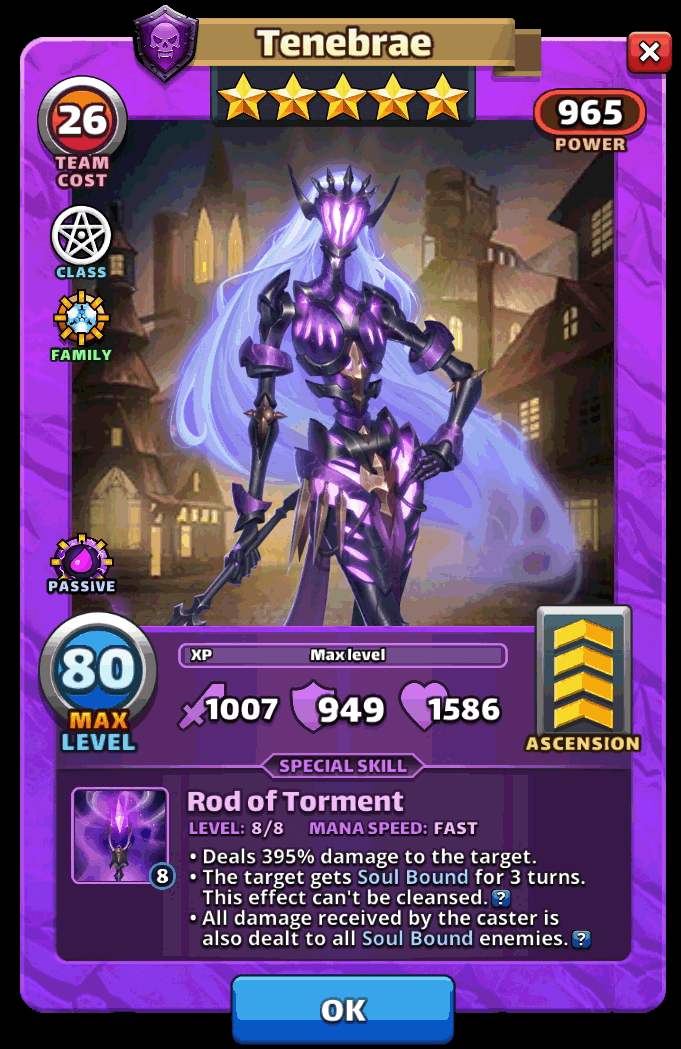 Tenebrae
26
TEAM
COST
965
POWER
CLASS
FAMILY
PASSIVE
80
MAX
LEVEL
XP Max level
1007 949 1586
ASCENSION
SPECIAL SKILL
Rod of Torment
LEVEL: 8/8 MANA SPEED: FAST
8
• Deals 395% damage to the target.
• The target gets Soul Bound for 3 turns.
This effect can't be cleansed. ?
• All damage received by the caster is
also dealt to all Soul Bound enemies. ?
OK